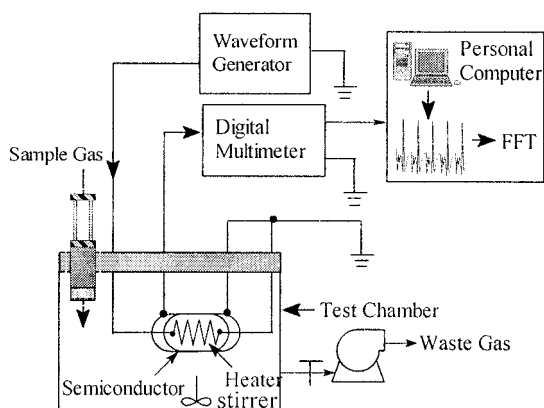 Waveform
Generator
Personal
Computer
Digital
Multimeter
FFT
Sample Gas
Test Chamber
Waste Gas
Semiconductor
Heater
stirrer